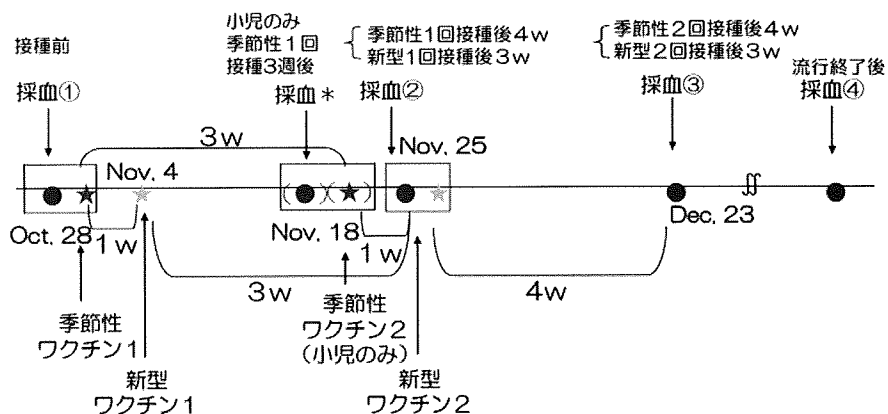 接種前
採血①
小児のみ
季節性1回
接種3週後
採血*
季節性1回接種後4w
新型1回接種後3w
採血②
季節性2回接種後4w
新型2回接種後3w
採血③
流行終了後
採血④
3w
Nov. 4
Nov. 25
Oct. 28
1w
Nov. 18
1w
Dec. 23
3w
4w
季節性
ワクチン1
新型
ワクチン1
季節性
ワクチン2
(小児のみ)
新型
ワクチン2